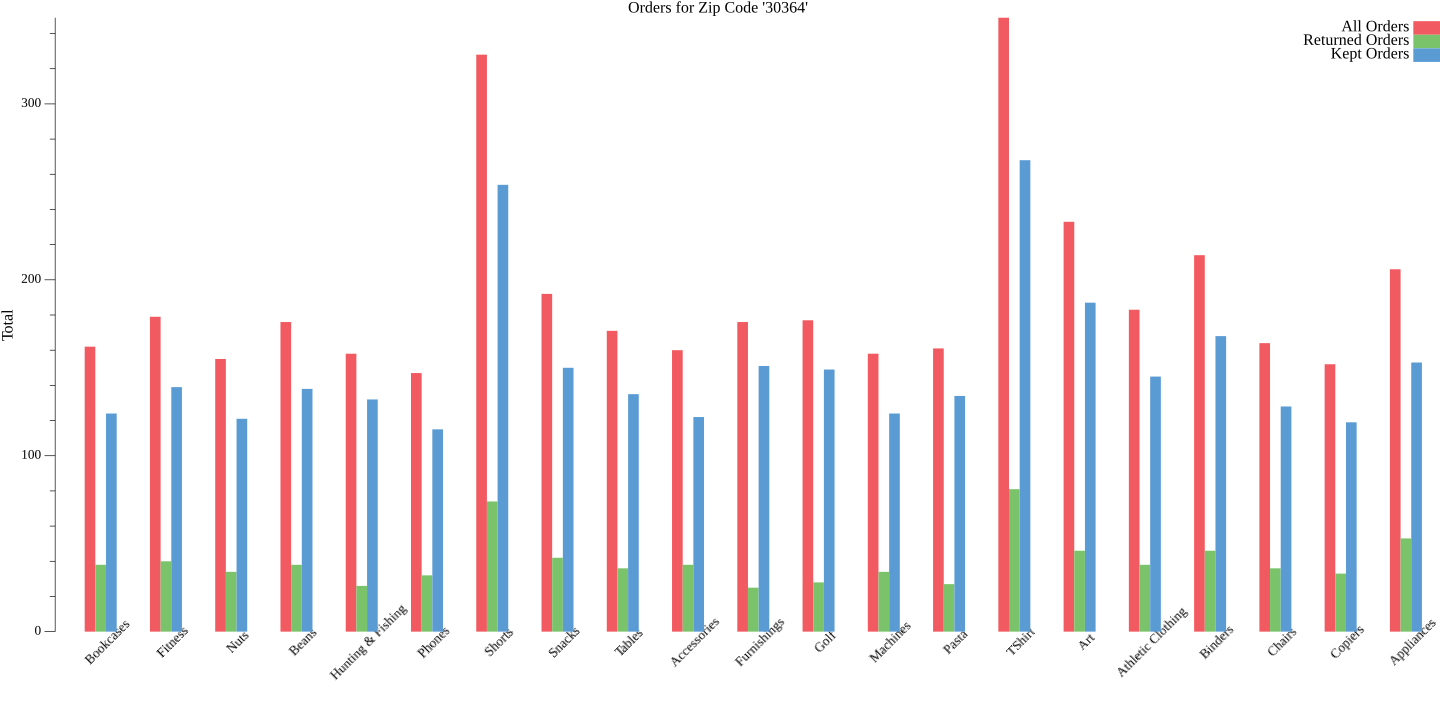 Orders for Zip Code '30364'
All Orders
Returned Orders
Kept Orders
Total
300
200
100
0
Bookcases
Fitness
Nuts
Beans
Hunting & Fishing
Phones
Shorts
Snacks
Tables
Accessories
Furnishings
Golf
Machines
Pasta
TShirt
Art
Athletic Clothing
Binders
Chairs
Copiers
Appliances